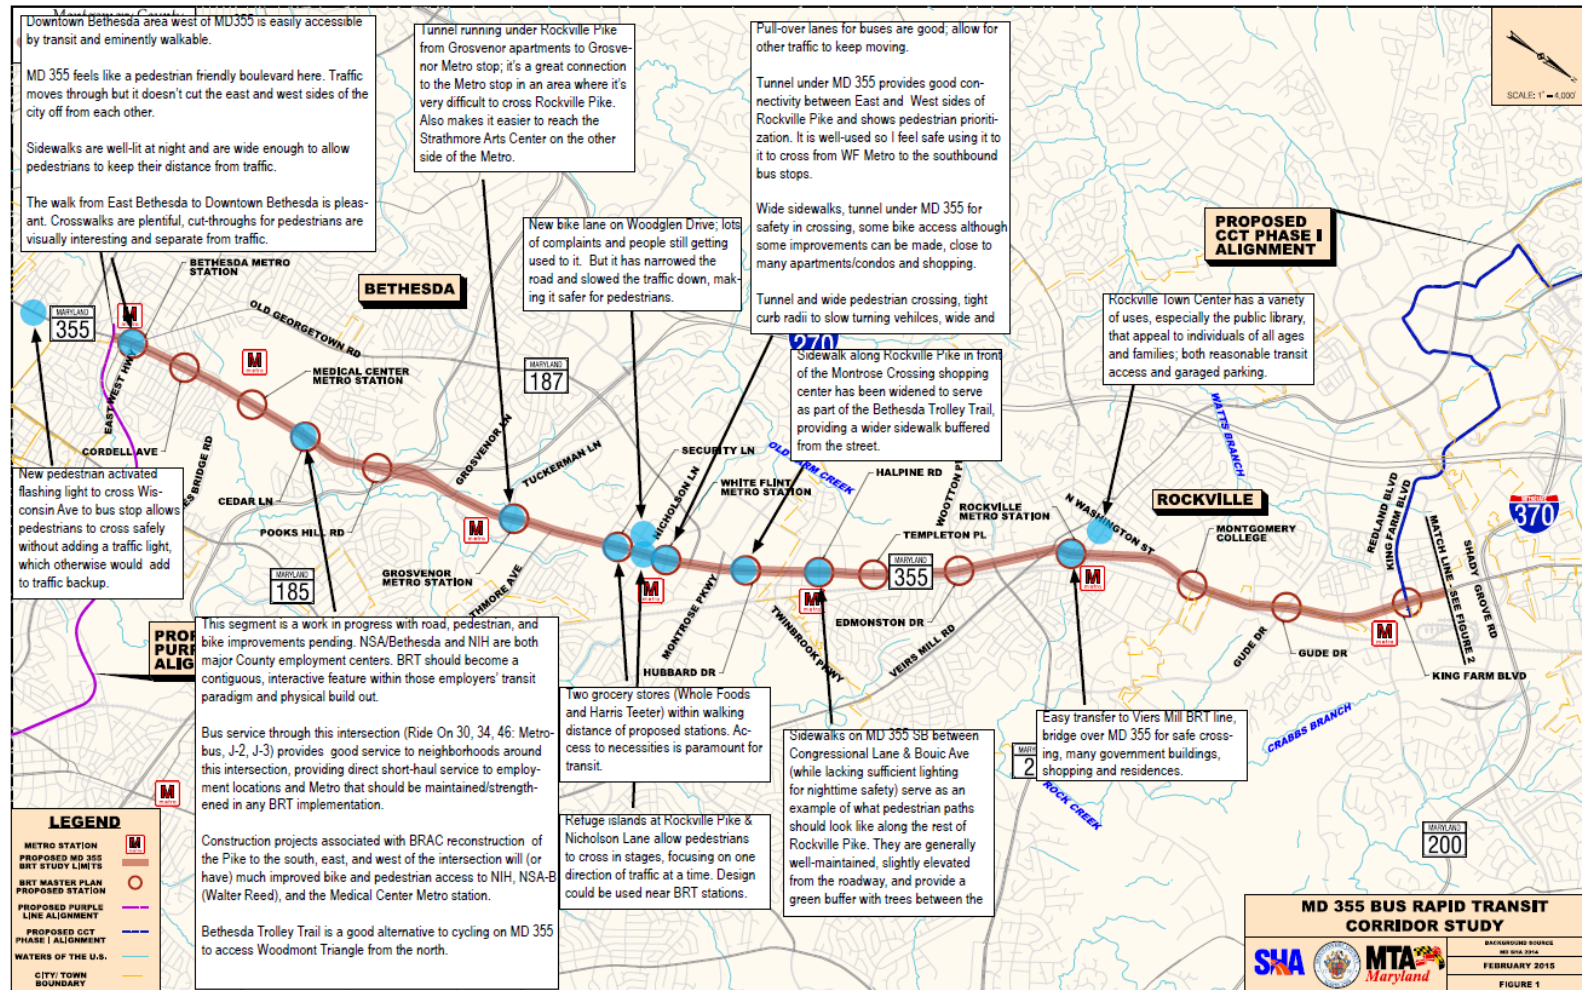 Montgomery County
Downtown Bethesda area west of MD355 is easily accessible
by transit and eminently walkable.
MD 355 feels like a pedestrian friendly boulevard here. Traffic
moves through but it doesn't cut the east and west sides of the
city off from each other.
Sidewalks are well-lit at night and are wide enough to allow
pedestrians to keep their distance from traffic.
The walk from East Bethesda to Downtown Bethesda is pleas-
ant. Crosswalks are plentiful, cut-throughs for pedestrians are
visually interesting and separate from traffic.
Tunnel running under Rockville Pike
from Grosvenor apartments to Grosve-
nor Metro stop; it's a great connection
to the Metro stop in an area where it's
very difficult to cross Rockville Pike.
Also makes it easier to reach the
Strathmore Arts Center on the other
side of the Metro.
Pull-over lanes for buses are good; allow for
other traffic to keep moving.
Tunnel under MD 355 provides good con-
nectivity between East and West sides of
Rockville Pike and shows pedestrian prioriti-
zation. It is well-used so I feel safe using it to
it to cross from WF Metro to the southbound
bus stops.
Wide sidewalks, tunnel under MD 355 for
safety in crossing, some bike access although
some improvements can be made, close to
many apartments/condos and shopping.
Tunnel and wide pedestrian crossing, tight
curb radii to slow turning vehilces, wide and
SCALE: 1" = 4,000'
New bike lane on Woodglen Drive; lots
of complaints and people still getting
used to it. But it has narrowed the
road and slowed the traffic down, mak-
ing it safer for pedestrians.
PROPOSED
CCT PHASE I
ALIGNMENT
BETHESDA METRO
STATION
BETHESDA
MARYLAND
355
M
metro
OLD GEORGETOWN RD
EAST WEST HWY
M
metro
MEDICAL CENTER
METRO STATION
MARYLAND
187
270
Sidewalk along Rockville Pike in front
of the Montrose Crossing shopping
center has been widened to serve
as part of the Bethesda Trolley Trail,
providing a wider sidewalk buffered
from the street.
Rockville Town Center has a variety
of uses, especially the public library,
that appeal to individuals of all ages
and families; both reasonable transit
access and garaged parking.
WATTS BRANCH
CORDELL AVE
New pedestrian activated
flashing light to cross Wis-
consin Ave to bus stop allows
pedestrians to cross safely
without adding a traffic light,
which otherwise would add
to traffic backup.
ES BRIDGE RD
CEDAR LN
POOKS HILL RD
MARYLAND
185
GROSVENOR LN
TUCKERMAN LN
GROSVENOR
METRO STATION
M
metro
THMORE AVE
SECURITY LN
NICHOLSON LN
WHITE FLINT
METRO STATION
OLD FARM CREEK
HALPINE RD
WOOTTON P
TEMPLETON PL
ROCKVILLE
METRO STATION
N WASHINGTON ST
ROCKVILLE
MONTGOMERY
COLLEGE
REDLAND BLVD
KING FARM BLVD
MATCH LINE - SEE FIGURE 2
SHADY GROVE RD
370
M
metro
MONTROSE PKWY
HUBBARD DR
M
metro
TWINBROOK PKWY
EDMONSTON DR
VEIRS MILL RD
MARYLAND
355
M
metro
GUDE DR
GUDE DR
M
metro
KING FARM BLVD
CRABBS BRANCH
ROCK CREEK
MARYLAND
200
PROP
PURP
ALIG
This segment is a work in progress with road, pedestrian, and
bike improvements pending. NSA/Bethesda and NIH are both
major County employment centers. BRT should become a
contiguous, interactive feature within those employers' transit
paradigm and physical build out.
Bus service through this intersection (Ride On 30, 34, 46: Metro-
bus, J-2, J-3) provides good service to neighborhoods around
this intersection, providing direct short-haul service to employ-
ment locations and Metro that should be maintained/strength-
ened in any BRT implementation.
Construction projects associated with BRAC reconstruction of
the Pike to the south, east, and west of the intersection will (or
have) much improved bike and pedestrian access to NIH, NSA-B
(Walter Reed), and the Medical Center Metro station.
Bethesda Trolley Trail is a good alternative to cycling on MD 355
to access Woodmont Triangle from the north.
Two grocery stores (Whole Foods
and Harris Teeter) within walking
distance of proposed stations. Ac-
cess to necessities is paramount for
transit.
Refuge islands at Rockville Pike &
Nicholson Lane allow pedestrians
to cross in stages, focusing on one
direction of traffic at a time. Design
could be used near BRT stations.
Sidewalks on MD 355 SB between
Congressional Lane & Bouic Ave
(while lacking sufficient lighting
for nighttime safety) serve as an
example of what pedestrian paths
should look like along the rest of
Rockville Pike. They are generally
well-maintained, slightly elevated
from the roadway, and provide a
green buffer with trees between the
MARY
2
Easy transfer to Viers Mill BRT line,
bridge over MD 355 for safe cross-
ing, many government buildings,
shopping and residences.
M
metro
LEGEND
METRO STATION
M
metro
PROPOSED MD 355
BRT STUDY LIMITS
BRT MASTER PLAN
PROPOSED STATION
PROPOSED PURPLE
LINE ALIGNMENT
PROPOSED CCT
PHASE I ALIGNMENT
WATERS OF THE U.S.
CITY/ TOWN
BOUNDARY
MD 355 BUS RAPID TRANSIT
CORRIDOR STUDY
SHA
MTA
Maryland
BACKGROUND SOURCE
MD SHA 2014
FEBRUARY 2015
FIGURE 1